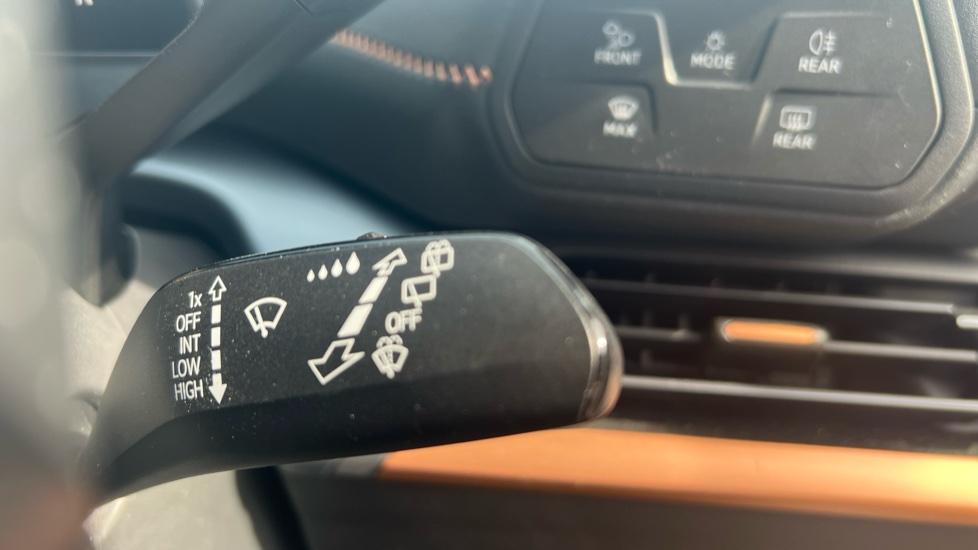 FRONT
MODE
REAR
MAX
REAR
1x
OFF
INT
LOW
HIGH
OFF